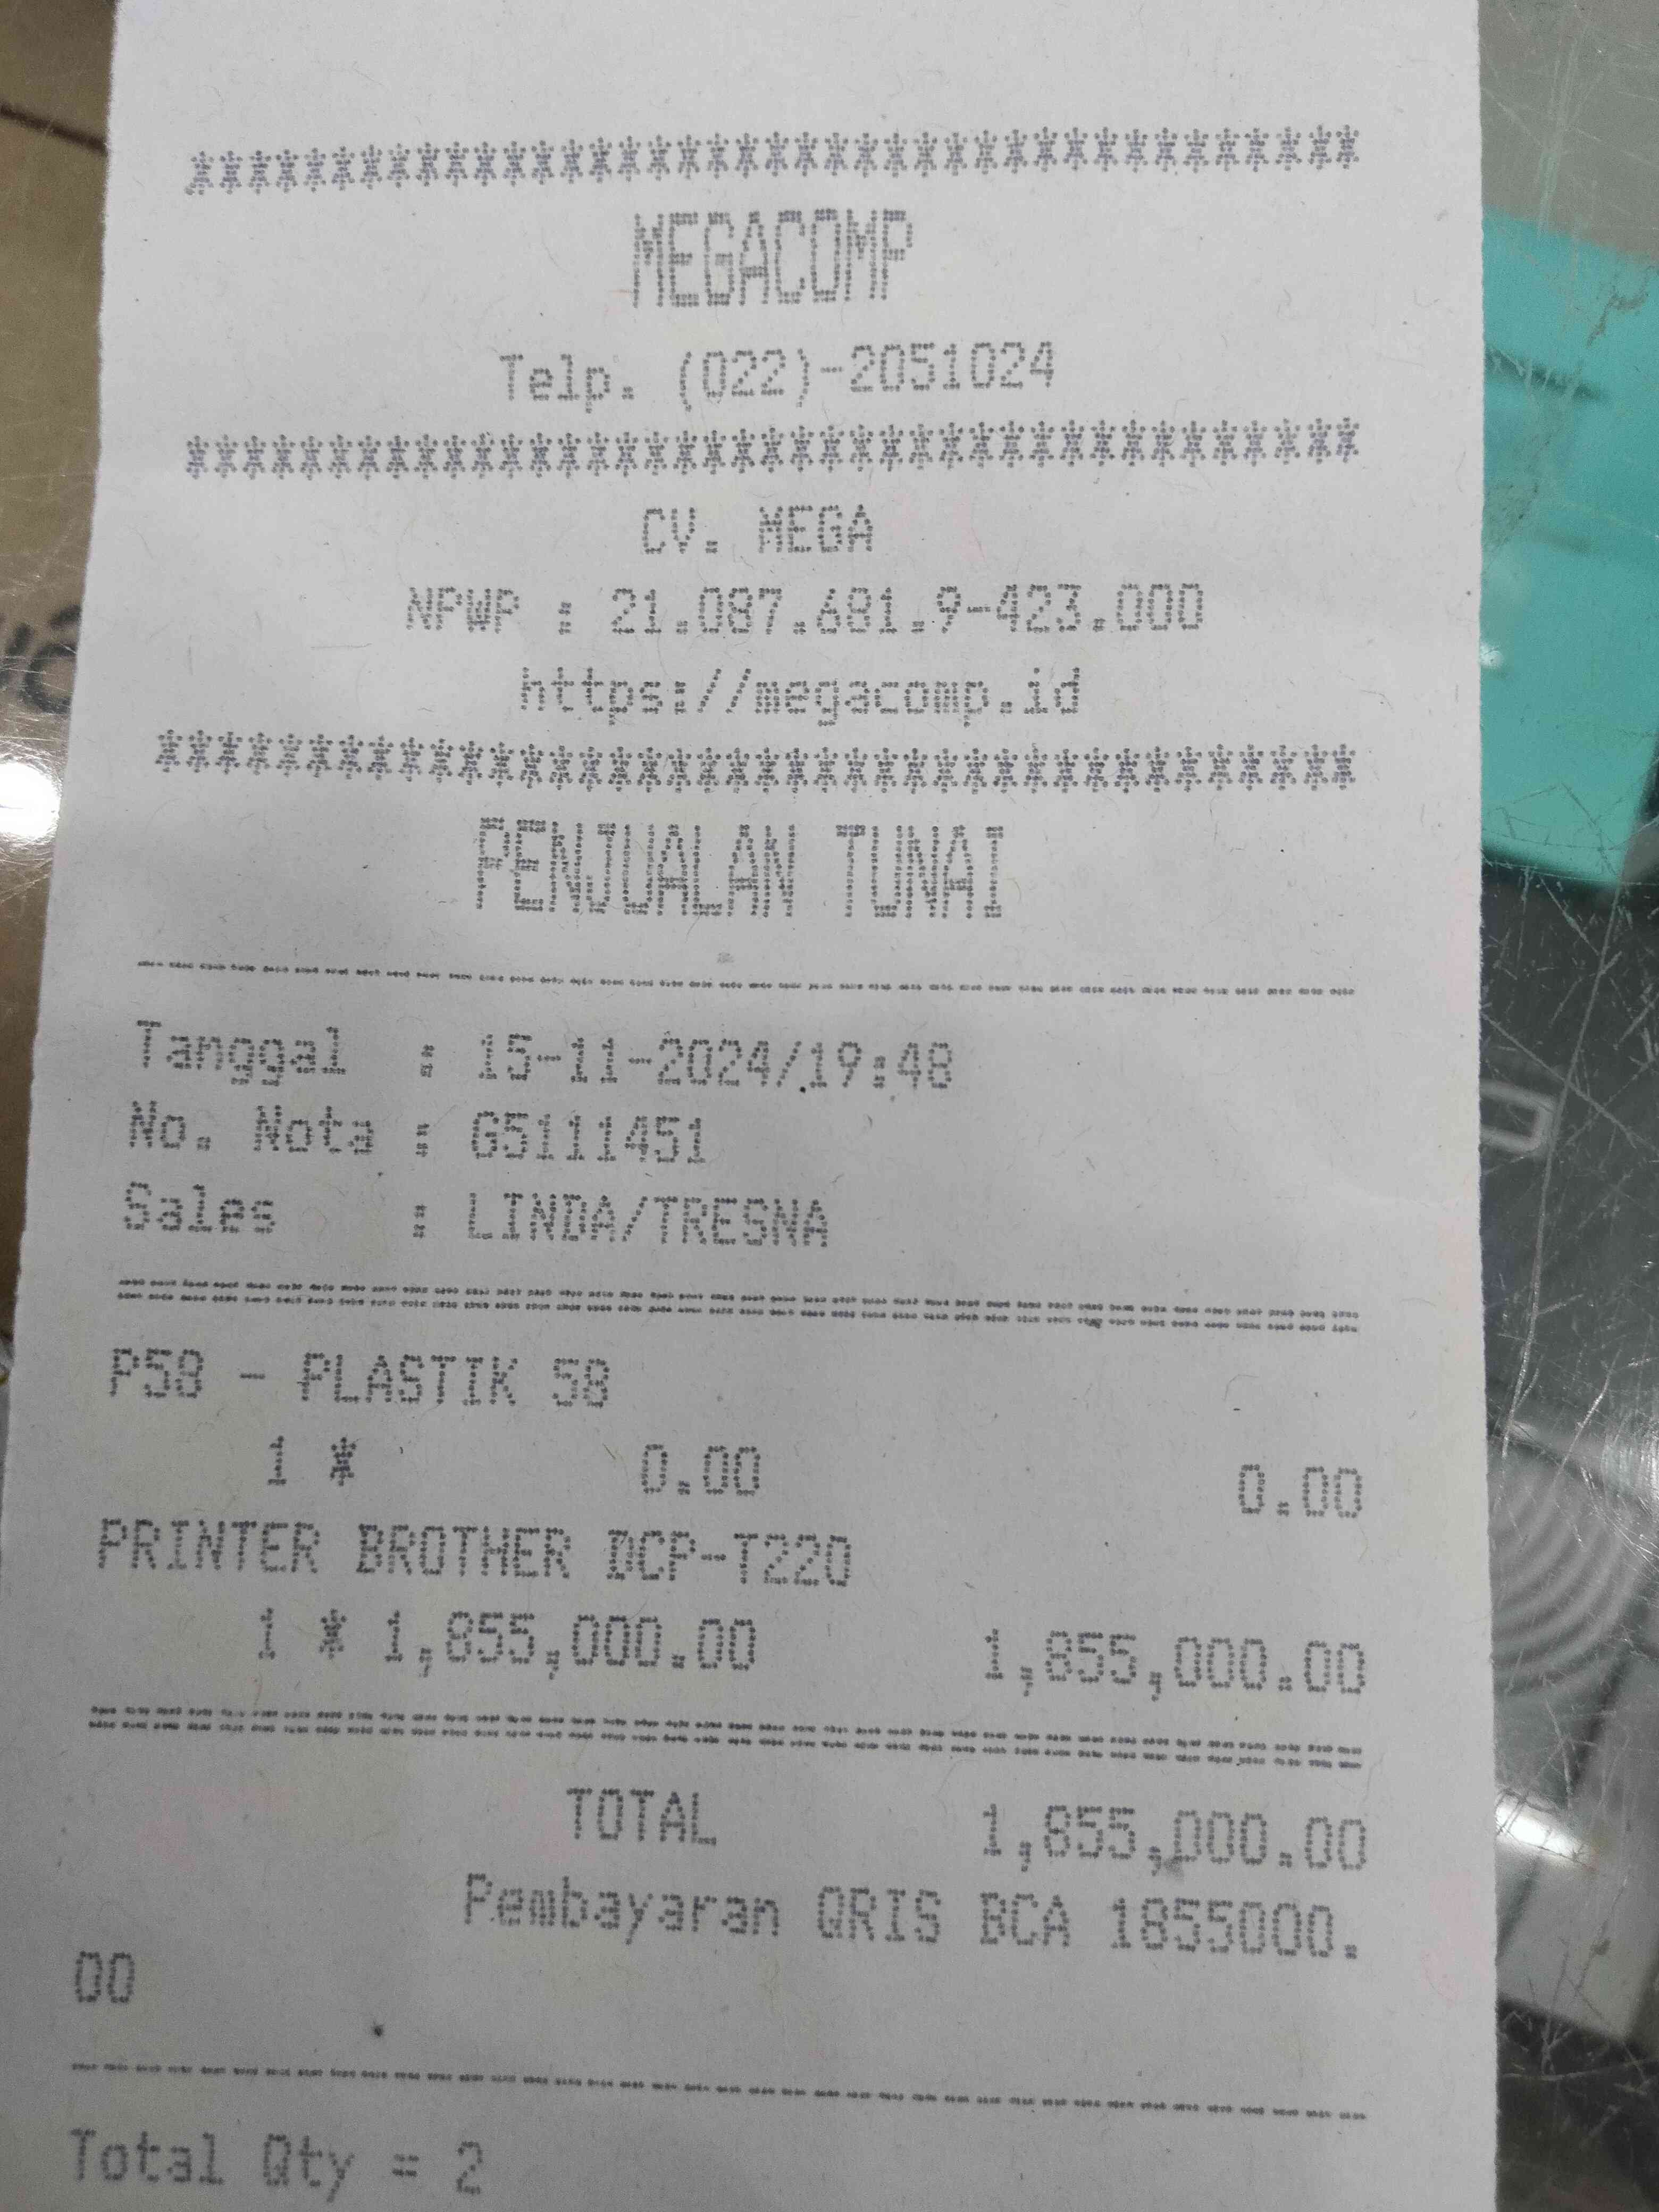 ****************************************
MEGACOMP
Telp. (022)-2051024
****************************************
CV. MEGA
NPWP : 21.087.481.9-423.000
https://megacomp.id
****************************************
PENJUALAN TUNAI
Tanggal : 15-11-2024/19:48
No. Nota : G5111451
Sales : LINDA/TRESNA
P58 - PLASTIK 58
1 * 0.00 0.00
PRINTER BROTHER DCP-T220
1 * 1,855,000.00 1,855,000.00
TOTAL 1,855,000.00
Pembayaran QRIS BCA 1855000.
00
Total Qty = 2